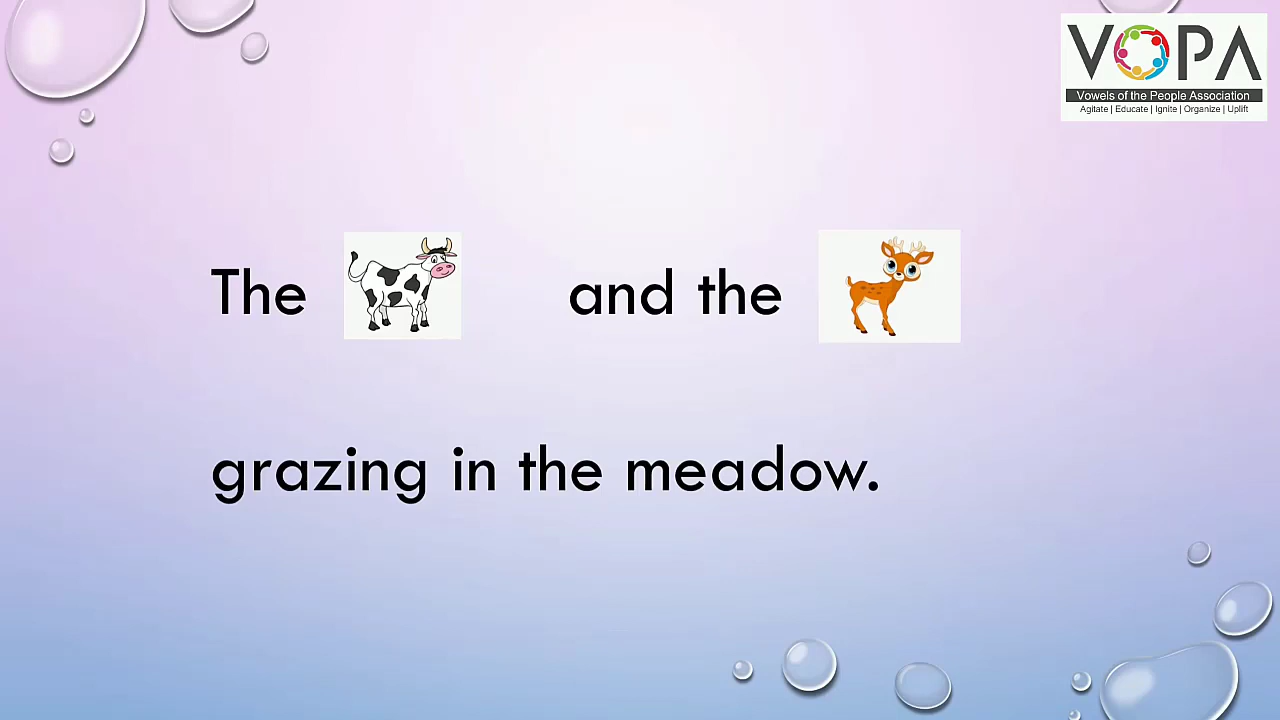 VOPA
Vowels of the People Association
Agitate | Educate | Ignite | Organize | Uplift
The and the
grazing in the meadow.